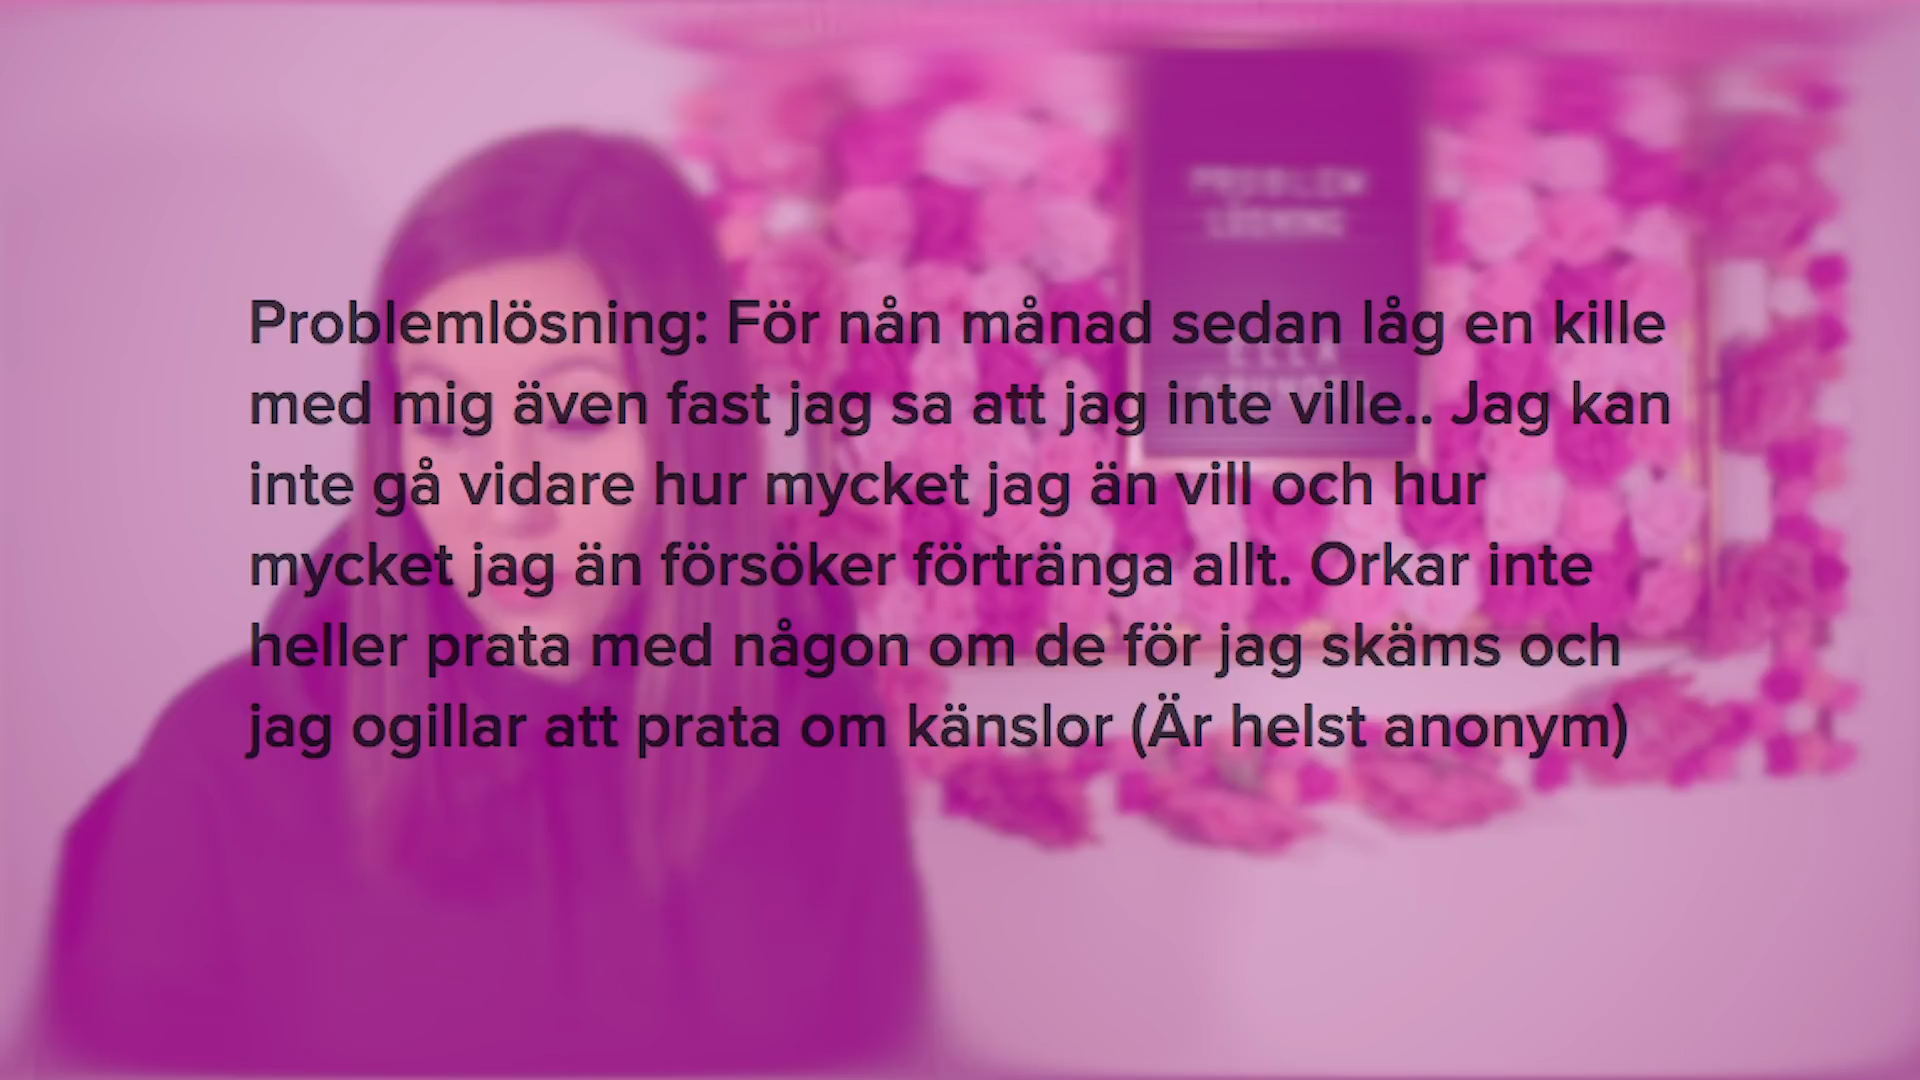 PROBLEM
LÖSNING
Problemlösning: För nån månad sedan låg en kille
med mig även fast jag sa att jag inte ville.. Jag kan
inte gå vidare hur mycket jag än vill och hur
mycket jag än försöker förtränga allt. Orkar inte
heller prata med någon om de för jag skäms och
jag ogillar att prata om känslor (Är helst anonym)